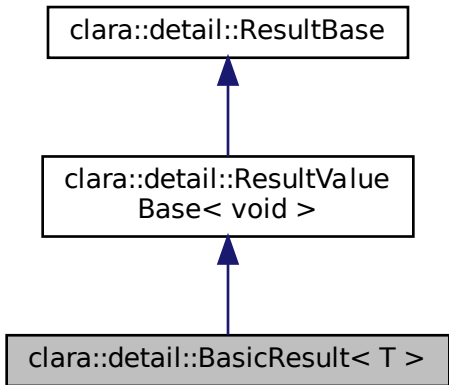 clara::detail::ResultBase
clara::detail::ResultValue
Base< void >
clara::detail::BasicResult< T >